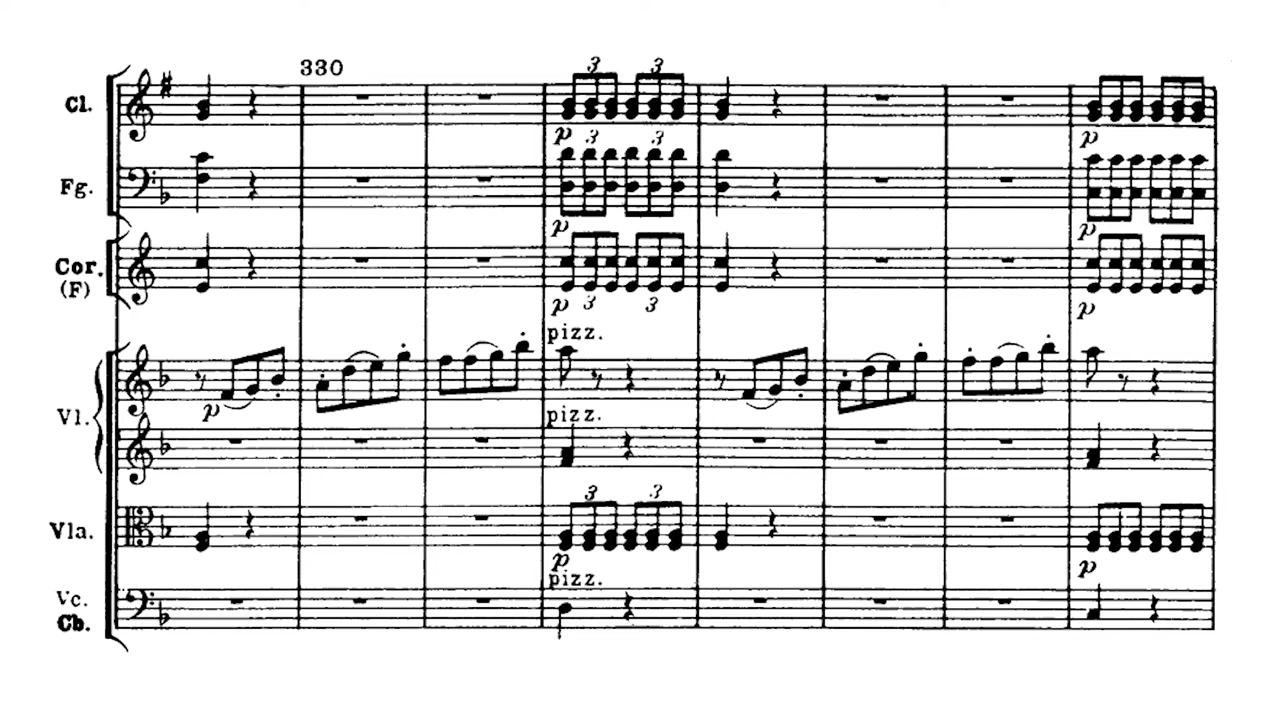 330
3 3
Cl.
p 3 3 p
Fg.
p p
Cor.
(F)
p 3 3 p
pizz.
p
Vl.
pizz.
3 3
Vla.
p p
pizz.
Vc.
Cb.